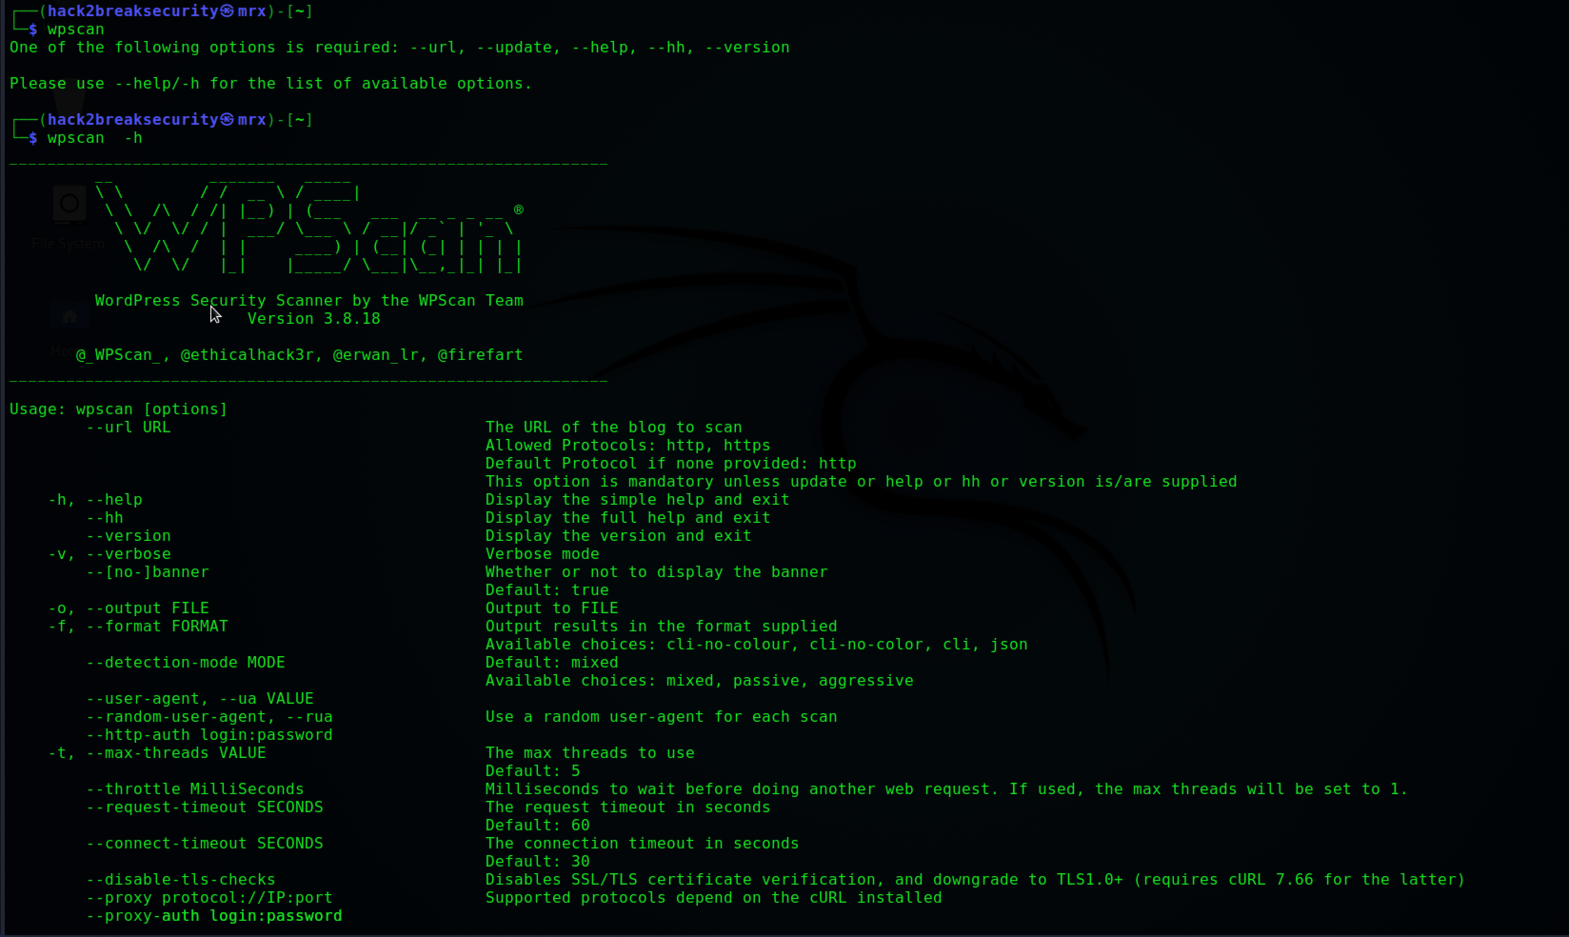 ┌──(hack2breaksecurity㉿mrx)-[~]
└─$ wpscan
One of the following options is required: --url, --update, --help, --hh, --version
Please use --help/-h for the list of available options.
┌──(hack2breaksecurity㉿mrx)-[~]
└─$ wpscan  -h
WPScan ®
WordPress Security Scanner by the WPScan Team
Version 3.8.18
File System
@_WPScan_, @ethicalhack3r, @erwan_lr, @firefart
Usage: wpscan [options]
--url URL The URL of the blog to scan
Allowed Protocols: http, https
Default Protocol if none provided: http
This option is mandatory unless update or help or hh or version is/are supplied
-h, --help Display the simple help and exit
--hh Display the full help and exit
--version Display the version and exit
-v, --verbose Verbose mode
--[no-]banner Whether or not to display the banner
Default: true
-o, --output FILE Output to FILE
-f, --format FORMAT Output results in the format supplied
Available choices: cli-no-colour, cli-no-color, cli, json
--detection-mode MODE Default: mixed
Available choices: mixed, passive, aggressive
--user-agent, --ua VALUE
--random-user-agent, --rua Use a random user-agent for each scan
--http-auth login:password
-t, --max-threads VALUE The max threads to use
Default: 5
--throttle MilliSeconds Milliseconds to wait before doing another web request. If used, the max threads will be set to 1.
--request-timeout SECONDS The request timeout in seconds
Default: 60
--connect-timeout SECONDS The connection timeout in seconds
Default: 30
--disable-tls-checks Disables SSL/TLS certificate verification, and downgrade to TLS1.0+ (requires cURL 7.66 for the latter)
--proxy protocol://IP:port Supported protocols depend on the cURL installed
--proxy-auth login:password